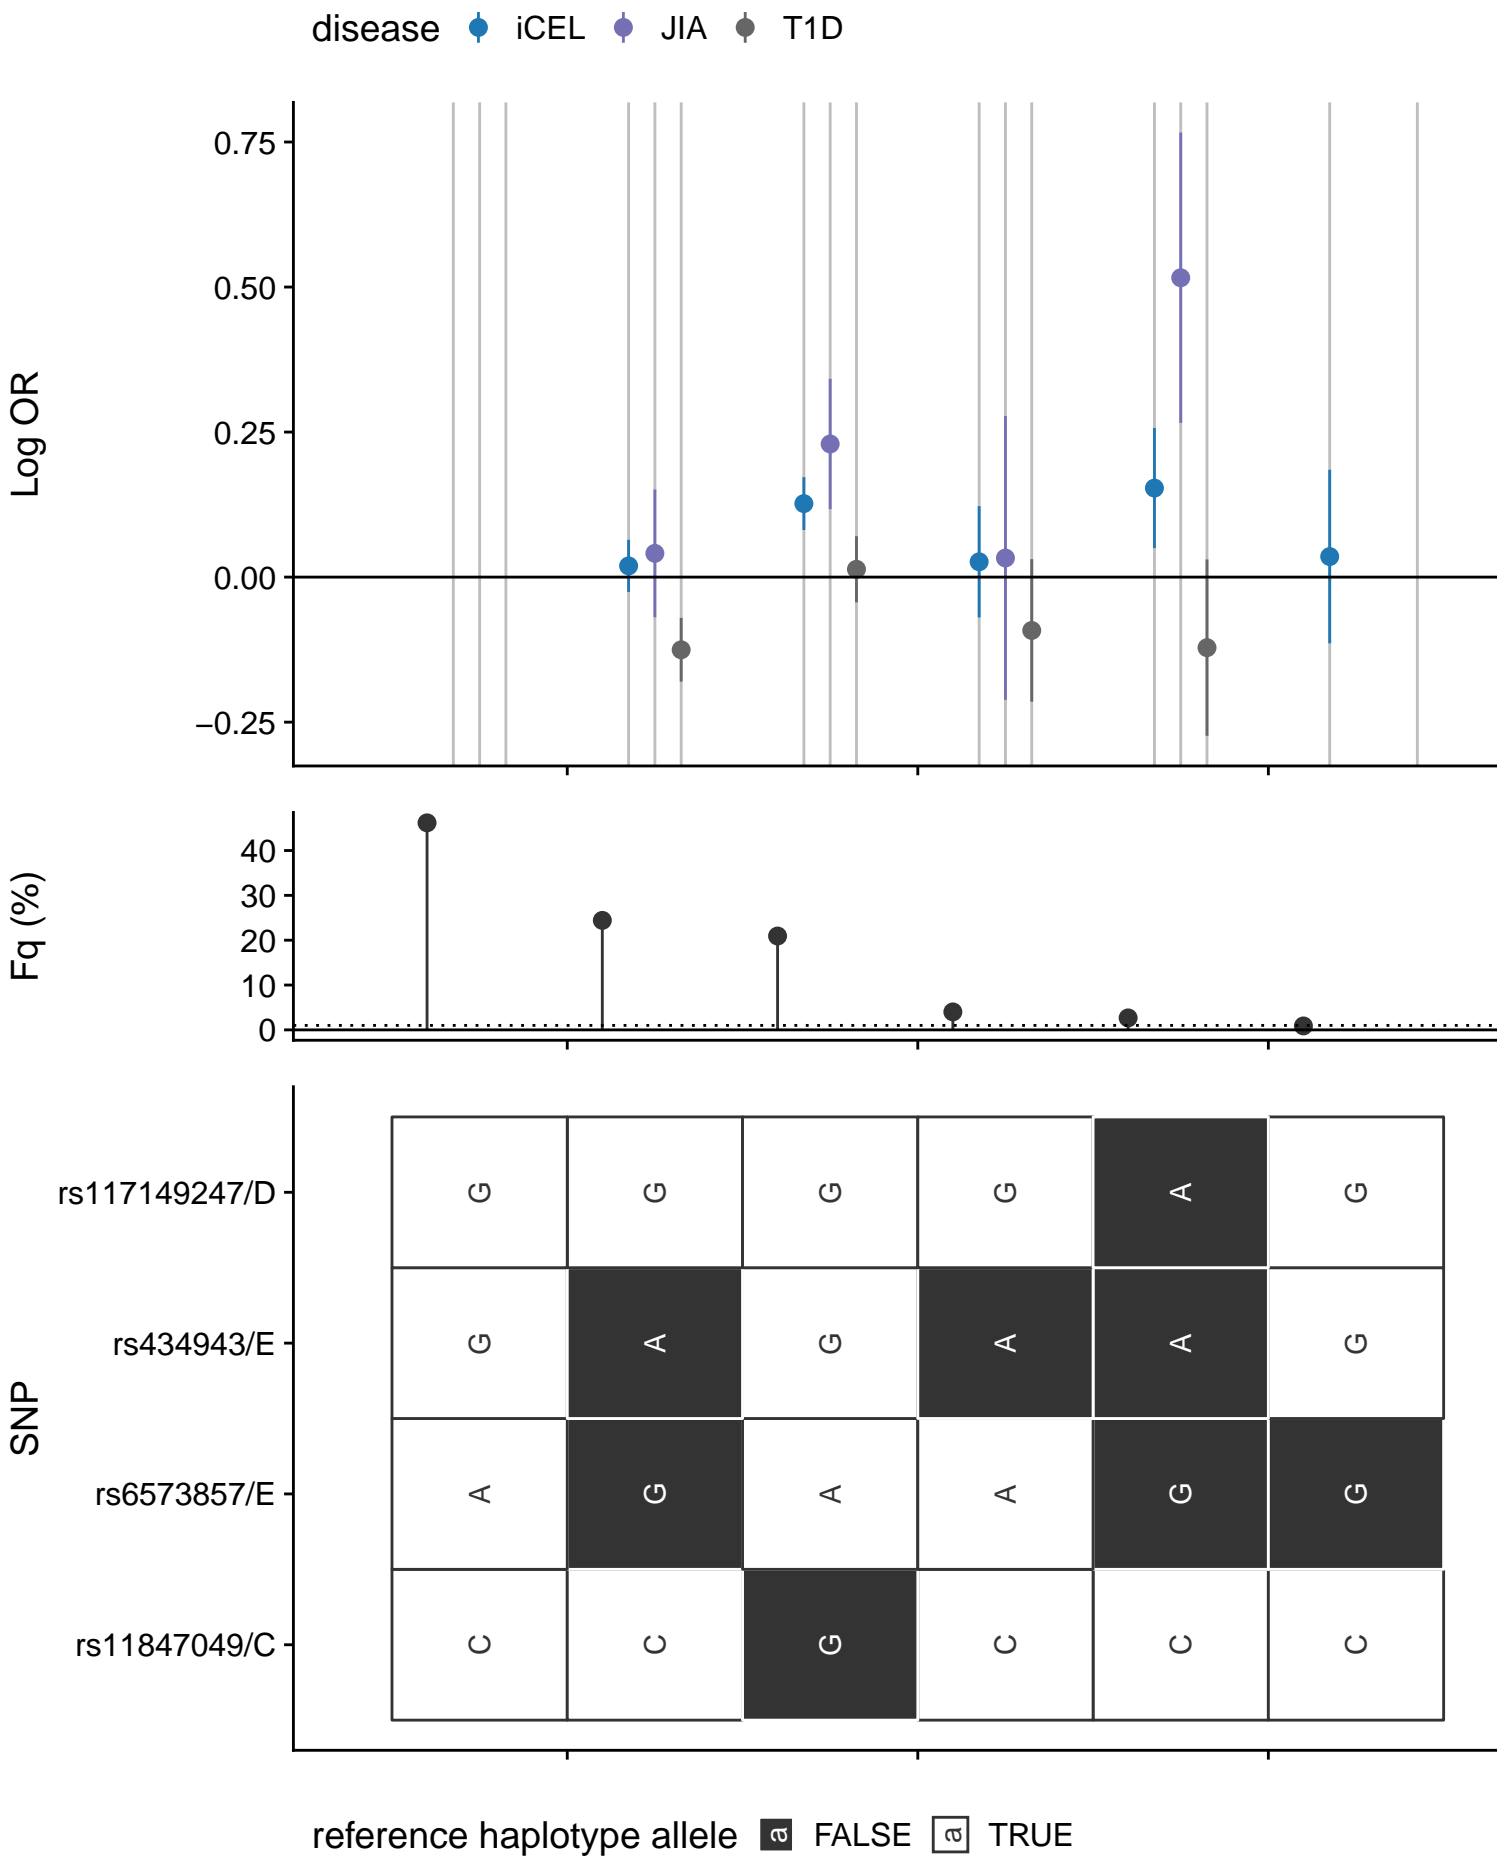 disease iCEL JIA T1D
Log OR
0.75
0.50
0.25
0.00
−0.25
Fq (%)
40
30
20
10
0
SNP
rs117149247/D G G G G A G
rs434943/E G A G A A G
rs6573857/E A G A A G G
rs11847049/C C C G C C C
reference haplotype allele a FALSE a TRUE